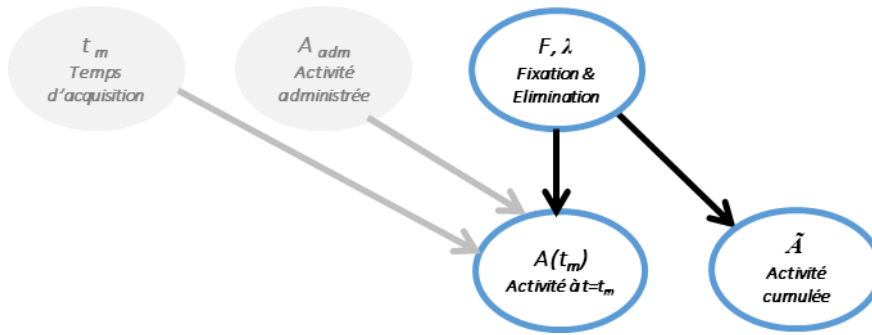 t m
Temps
d'acquisition
A adm
Activité
administrée
F, λ
Fixation &
Elimination
A(tm)
Activité à t=tm
Ã
Activité
cumulée